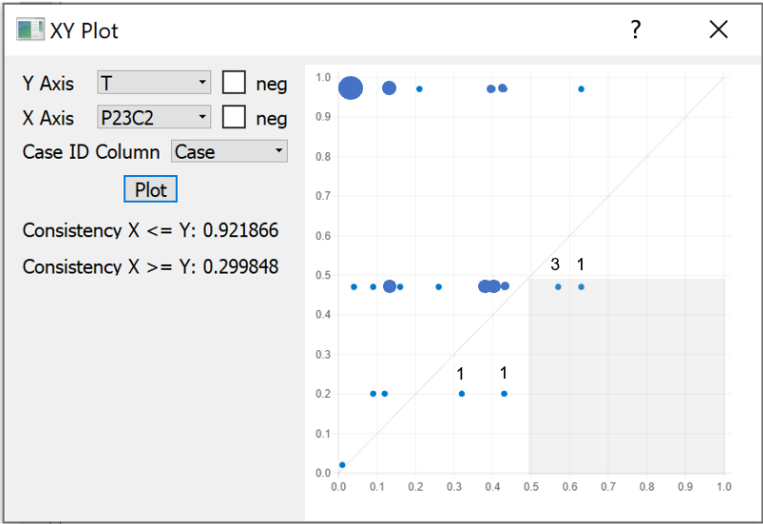 XY Plot ?
Y Axis T neg
X Axis P23C2 neg
Case ID Column Case
Plot
Consistency X <= Y: 0.921866
Consistency X >= Y: 0.299848
1.0
0.9
0.8
0.7
0.6
0.5
0.4
0.3
0.2
0.1
0.0
3 1
1 1
0.0 0.1 0.2 0.3 0.4 0.5 0.6 0.7 0.8 0.9 1.0